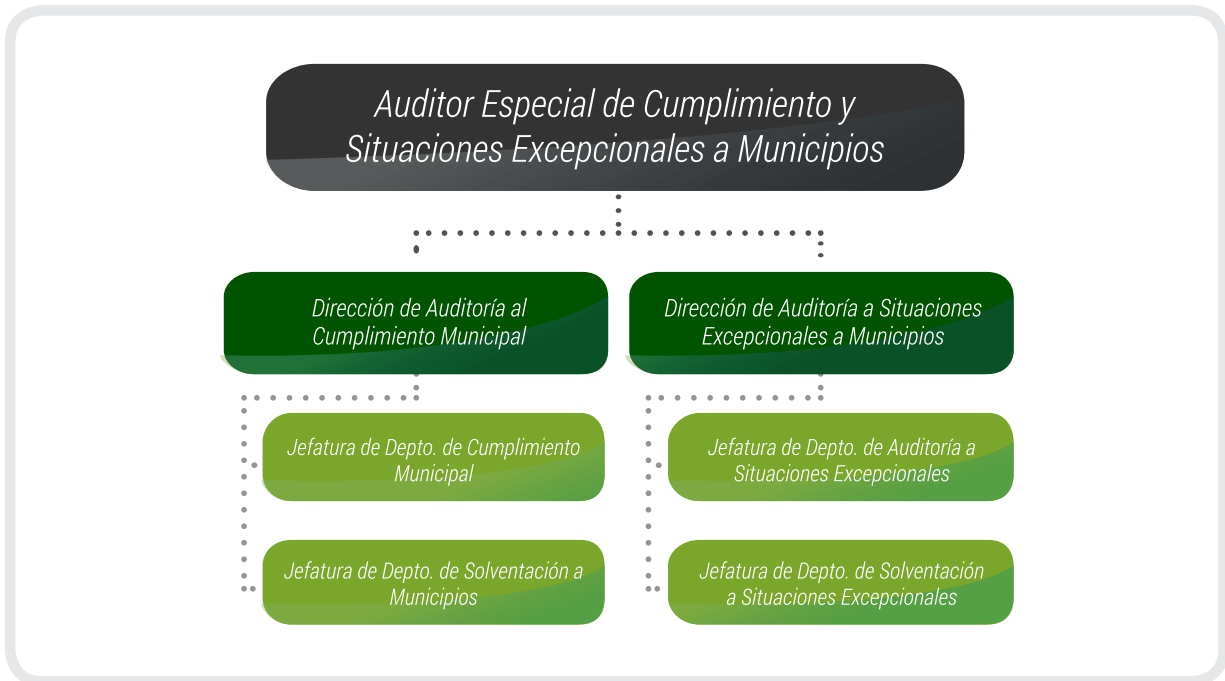 Auditor Especial de Cumplimiento y
Situaciones Excepcionales a Municipios
Dirección de Auditoría al
Cumplimiento Municipal
Dirección de Auditoría a Situaciones
Excepcionales a Municipios
Jefatura de Depto. de Cumplimiento
Municipal
Jefatura de Depto. de Auditoría a
Situaciones Excepcionales
Jefatura de Depto. de Solventación a
Municipios
Jefatura de Depto. de Solventación
a Situaciones Excepcionales